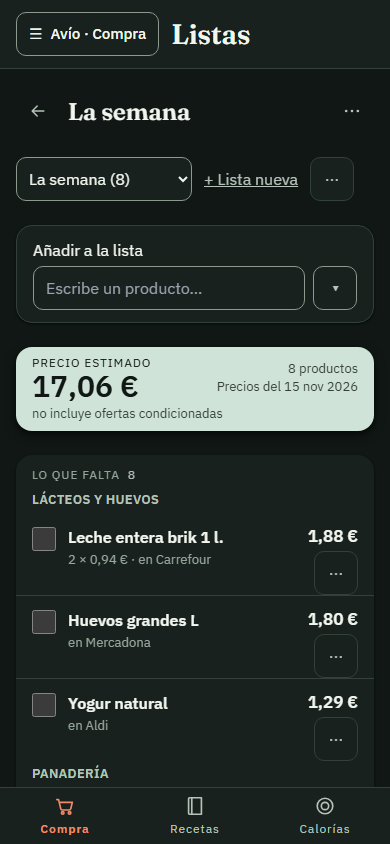 ☰ Avío · Compra
Listas
← La semana ...
La semana (8)
+ Lista nueva
...
Añadir a la lista
Escribe un producto...
▾
PRECIO ESTIMADO
17,06 €
8 productos
Precios del 15 nov 2026
no incluye ofertas condicionadas
LO QUE FALTA 8
LÁCTEOS Y HUEVOS
Leche entera brik 1 l. 1,88 €
2 × 0,94 € · en Carrefour
...
Huevos grandes L 1,80 €
en Mercadona
...
Yogur natural 1,29 €
en Aldi
...
PANADERÍA
Compra
Recetas
Calorías